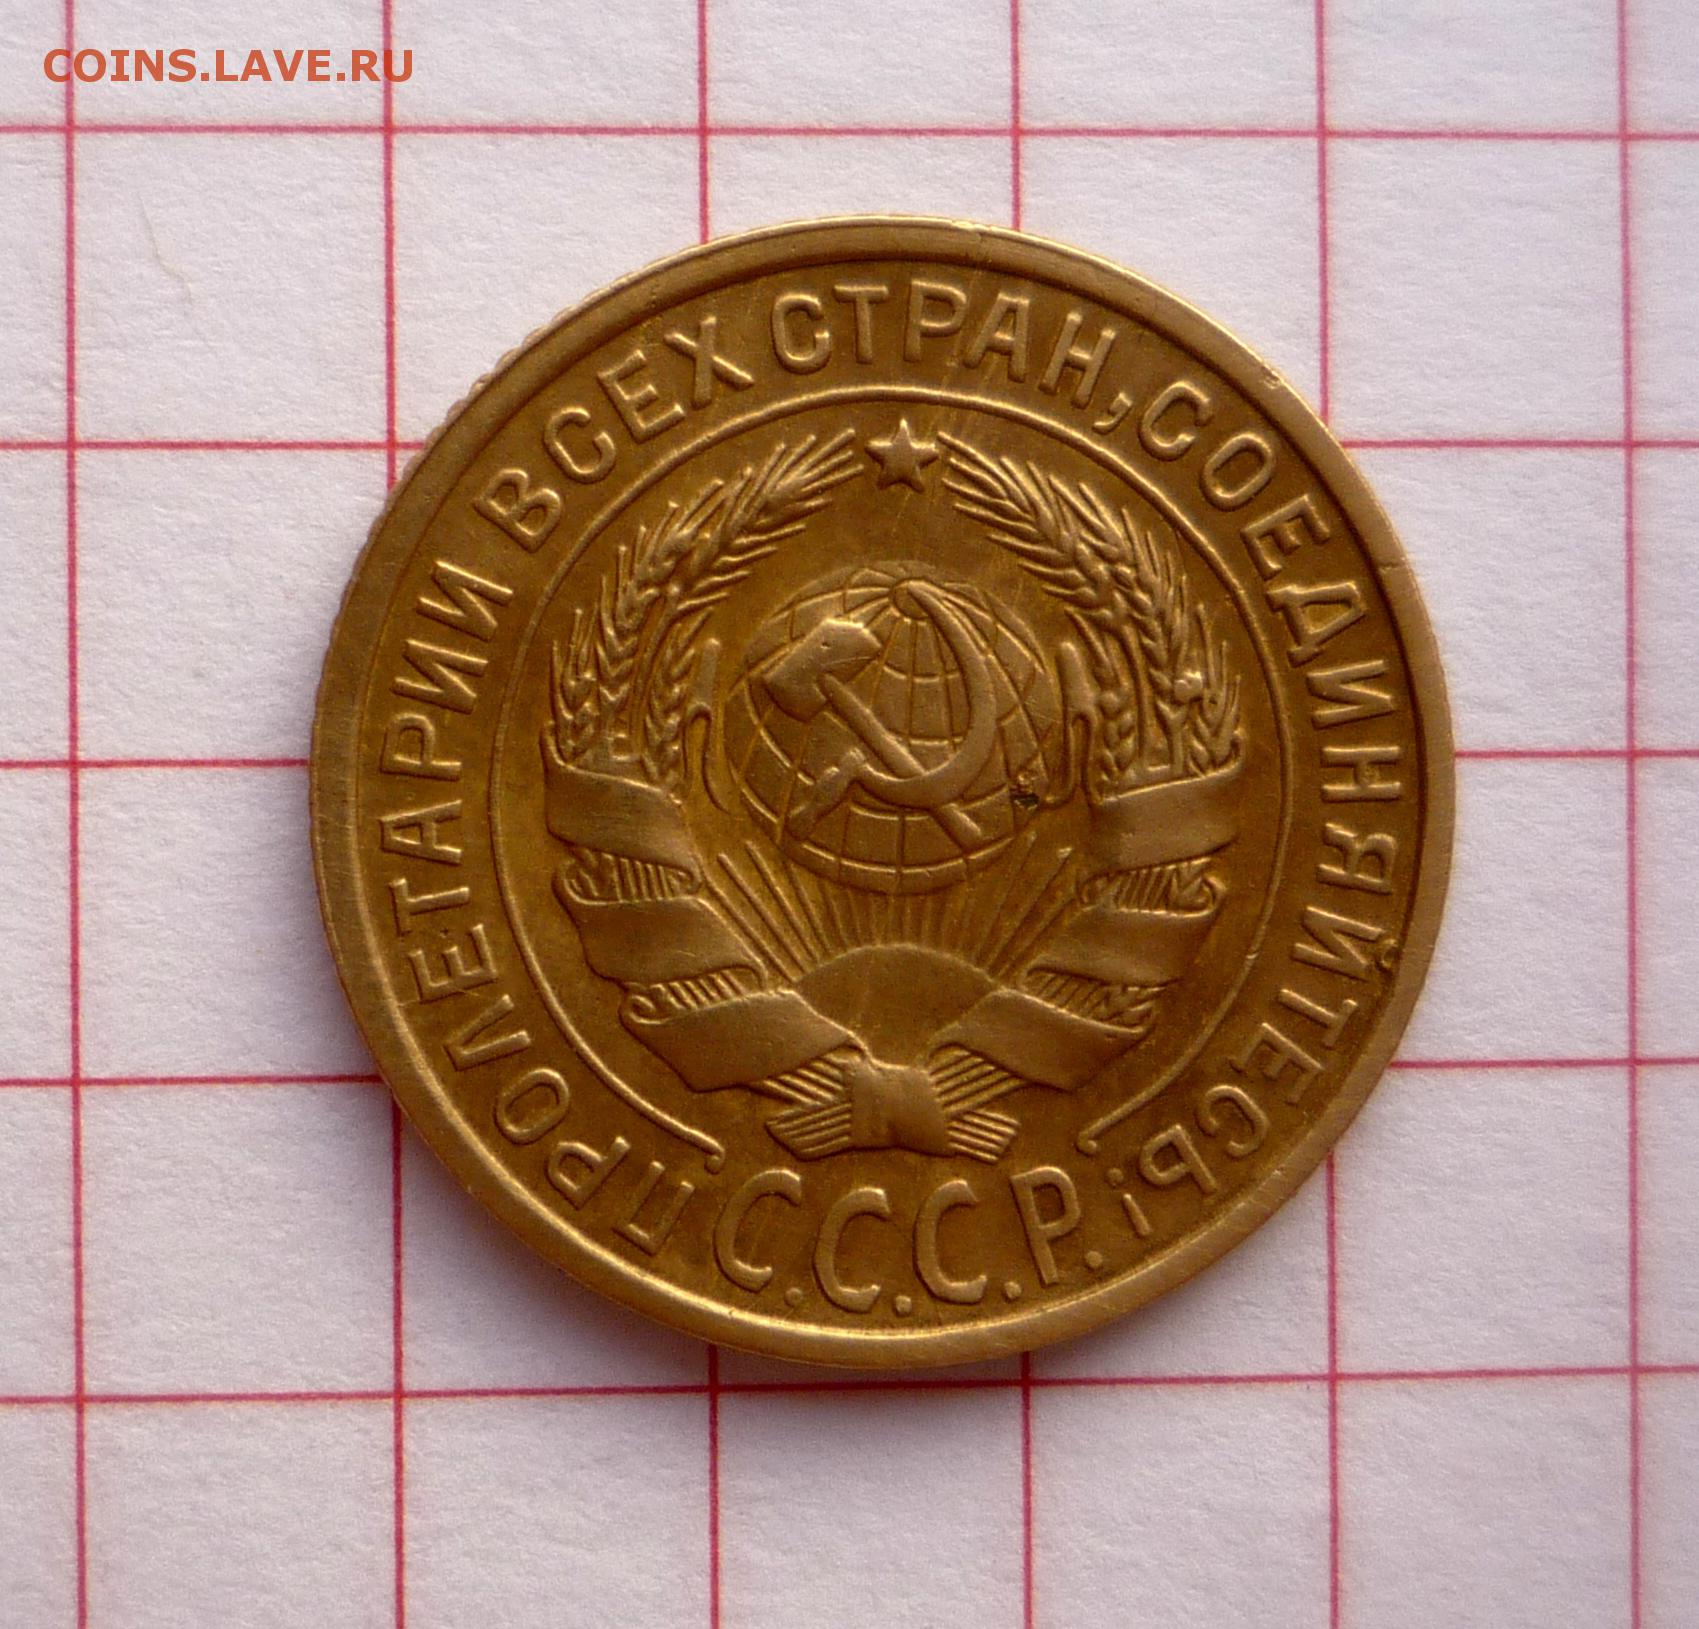 COINS.LAVE.RU
ПРОЛЕТАРИИ ВСЕХ СТРАН, СОЕДИНЯЙТЕСЬ!
С.С.С.Р.